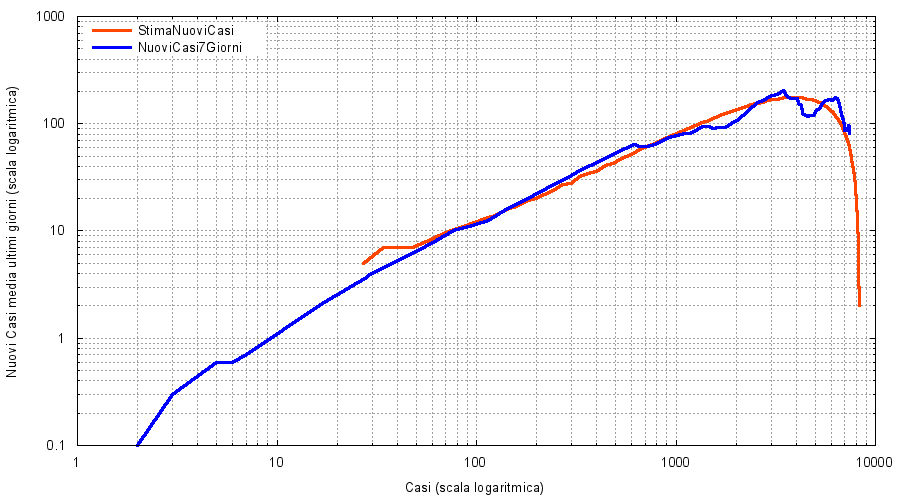 1000
StimaNuoviCasi
NuoviCasi7Giorni
100
10
1
0.1
Nuovi Casi media ultimi giorni (scala logaritmica)
1
10
100
1000
10000
Casi (scala logaritmica)